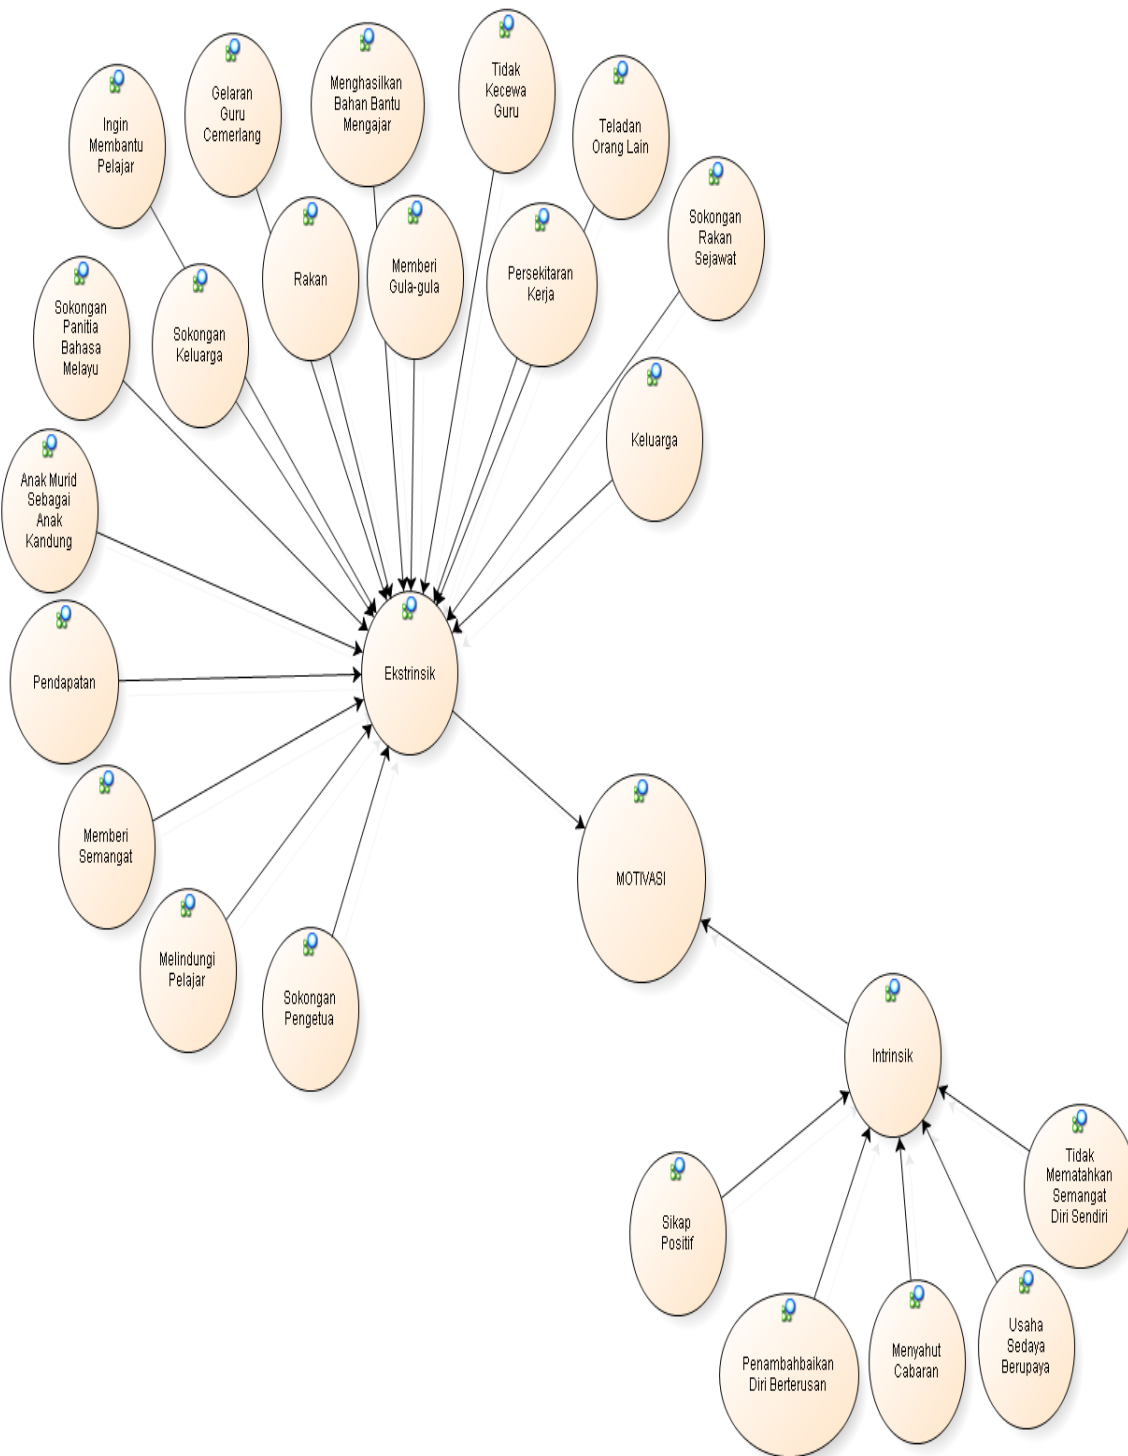 Tidak
Kecewa
Guru
Menghasilkan
Bahan Bantu
Mengajar
Gelaran
Guru
Cemerlang
Teladan
Orang Lain
Ingin
Membantu
Pelajar
Sokongan
Rakan
Sejawat
Rakan
Memberi
Gula-gula
Persekitaran
Kerja
Sokongan
Panitia
Bahasa
Melayu
Sokongan
Keluarga
Keluarga
Anak Murid
Sebagai
Anak
Kandung
Pendapatan
Ekstrinsik
Memberi
Semangat
MOTIVASI
Melindungi
Pelajar
Sokongan
Pengetua
Intrinsik
Tidak
Mematahkan
Semangat
Diri Sendiri
Sikap
Positif
Usaha
Sedaya
Berupaya
Menyahut
Cabaran
Penambahbaikan
Diri Berterusan